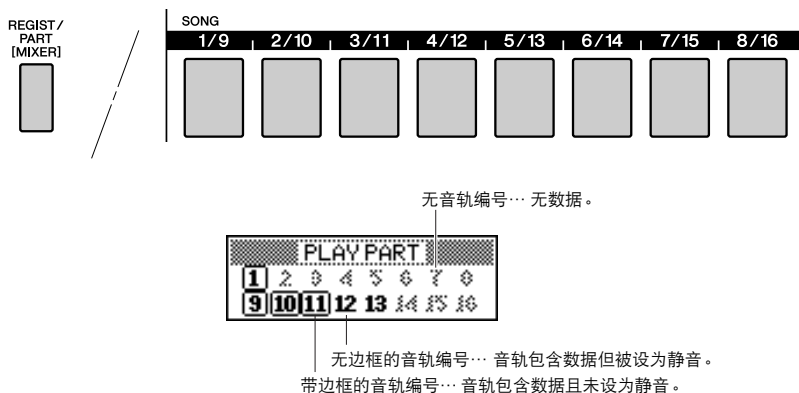 REGIST /
PART
[MIXER]
SONG
1/9 2/10 3/11 4/12 5/13 6/14 7/15 8/16
无音轨编号… 无数据。
PLAY PART
1 2 3 4 5 6 7 8
9 10 11 12 13 14 15 16
无边框的音轨编号… 音轨包含数据但被设为静音。
带边框的音轨编号… 音轨包含数据且未设为静音。